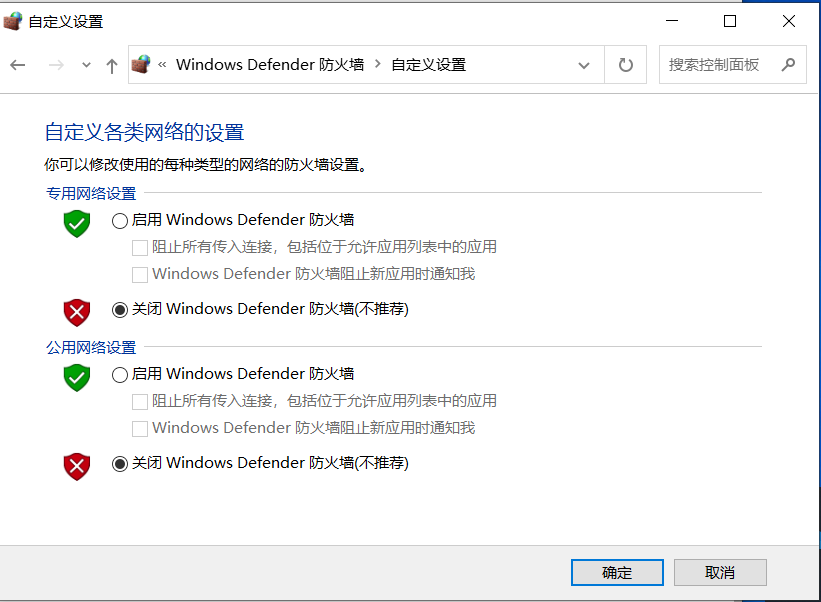 自定义设置
« Windows Defender 防火墙 › 自定义设置
搜索控制面板
自定义各类网络的设置
你可以修改使用的每种类型的网络的防火墙设置。
专用网络设置
启用 Windows Defender 防火墙
阻止所有传入连接，包括位于允许应用列表中的应用
Windows Defender 防火墙阻止新应用时通知我
关闭 Windows Defender 防火墙(不推荐)
公用网络设置
启用 Windows Defender 防火墙
阻止所有传入连接，包括位于允许应用列表中的应用
Windows Defender 防火墙阻止新应用时通知我
关闭 Windows Defender 防火墙(不推荐)
确定
取消